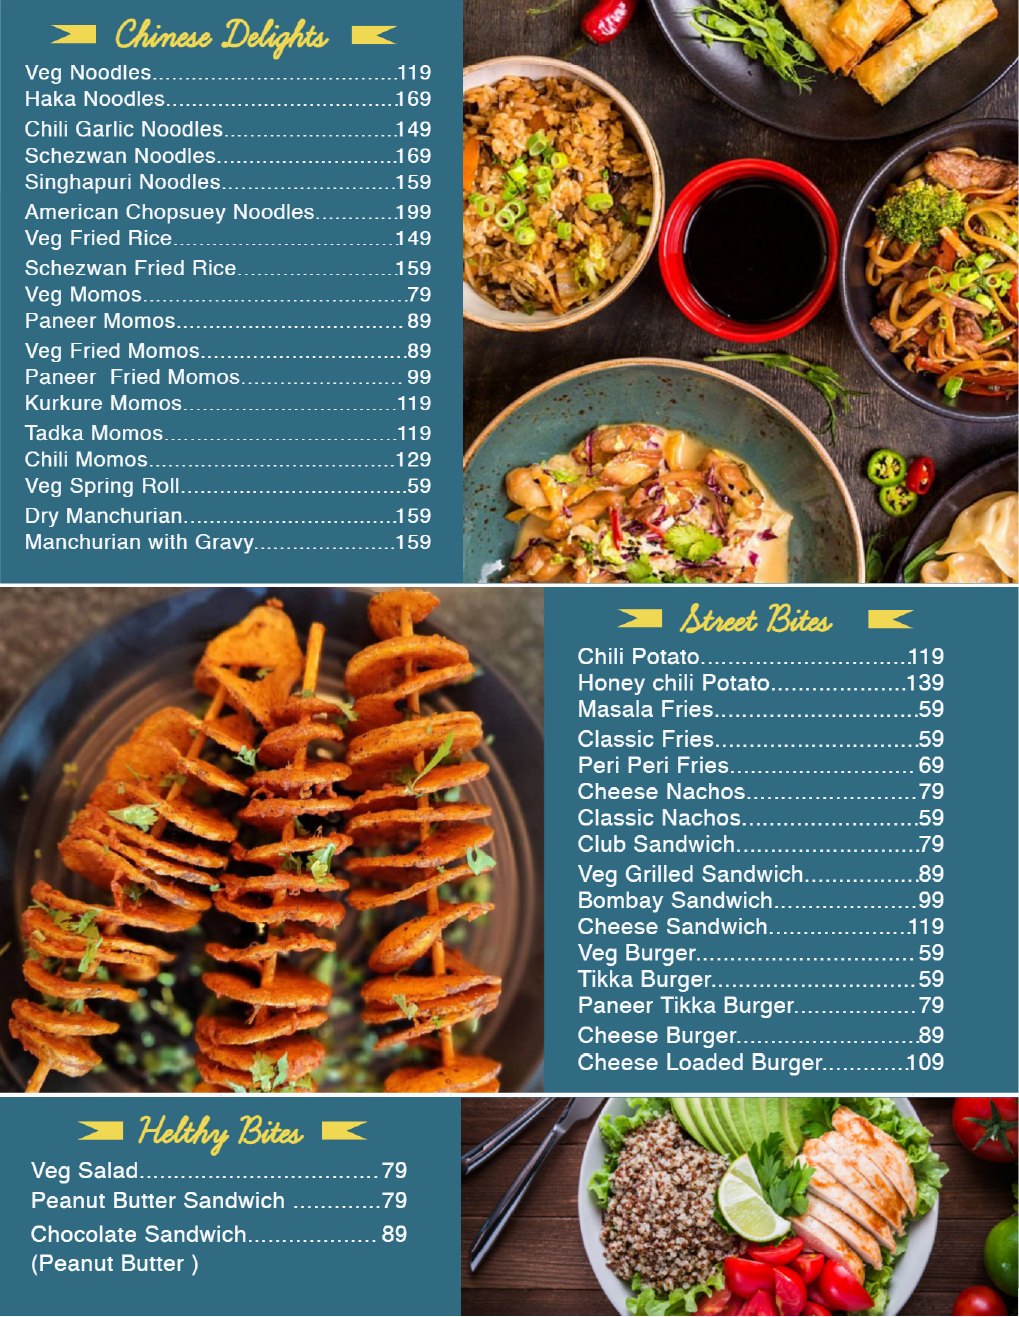 Chinese Delights
Veg Noodles......................................119
Haka Noodles....................................169
Chili Garlic Noodles..........................149
Schezwan Noodles............................169
Singhapuri Noodles...........................159
American Chopsuey Noodles............199
Veg Fried Rice..................................149
Schezwan Fried Rice........................159
Veg Momos.........................................79
Paneer Momos................................... 89
Veg Fried Momos................................89
Paneer  Fried Momos......................... 99
Kurkure Momos.................................119
Tadka Momos....................................119
Chili Momos......................................129
Veg Spring Roll...................................59
Dry Manchurian.................................159
Manchurian with Gravy......................159
Street Bites
Chili Potato...............................119
Honey chili Potato....................139
Masala Fries..............................59
Classic Fries..............................59
Peri Peri Fries........................... 69
Cheese Nachos.........................79
Classic Nachos..........................59
Club Sandwich...........................79
Veg Grilled Sandwich.................89
Bombay Sandwich.....................99
Cheese Sandwich.....................119
Veg Burger................................ 59
Tikka Burger.............................. 59
Paneer Tikka Burger..................79
Cheese Burger...........................89
Cheese Loaded Burger.............109
Helthy Bites
Veg Salad................................... 79
Peanut Butter Sandwich .............79
Chocolate Sandwich................... 89
(Peanut Butter )